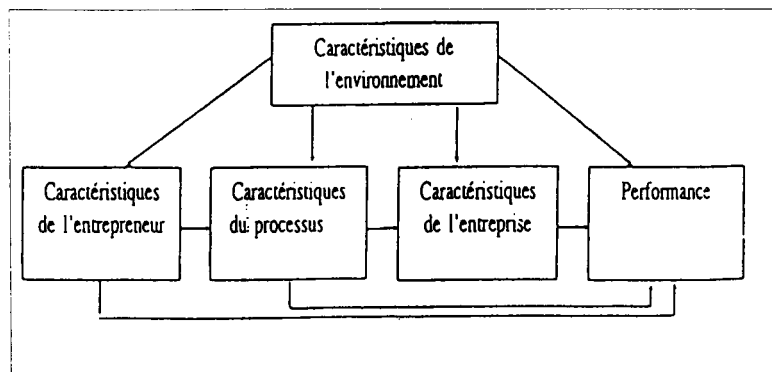 Caractéristiques de
l'environnement
Caractéristiques
de l'entrepreneur
Caractéristiques
du processus
Caractéristiques
de l'entreprise
Performance